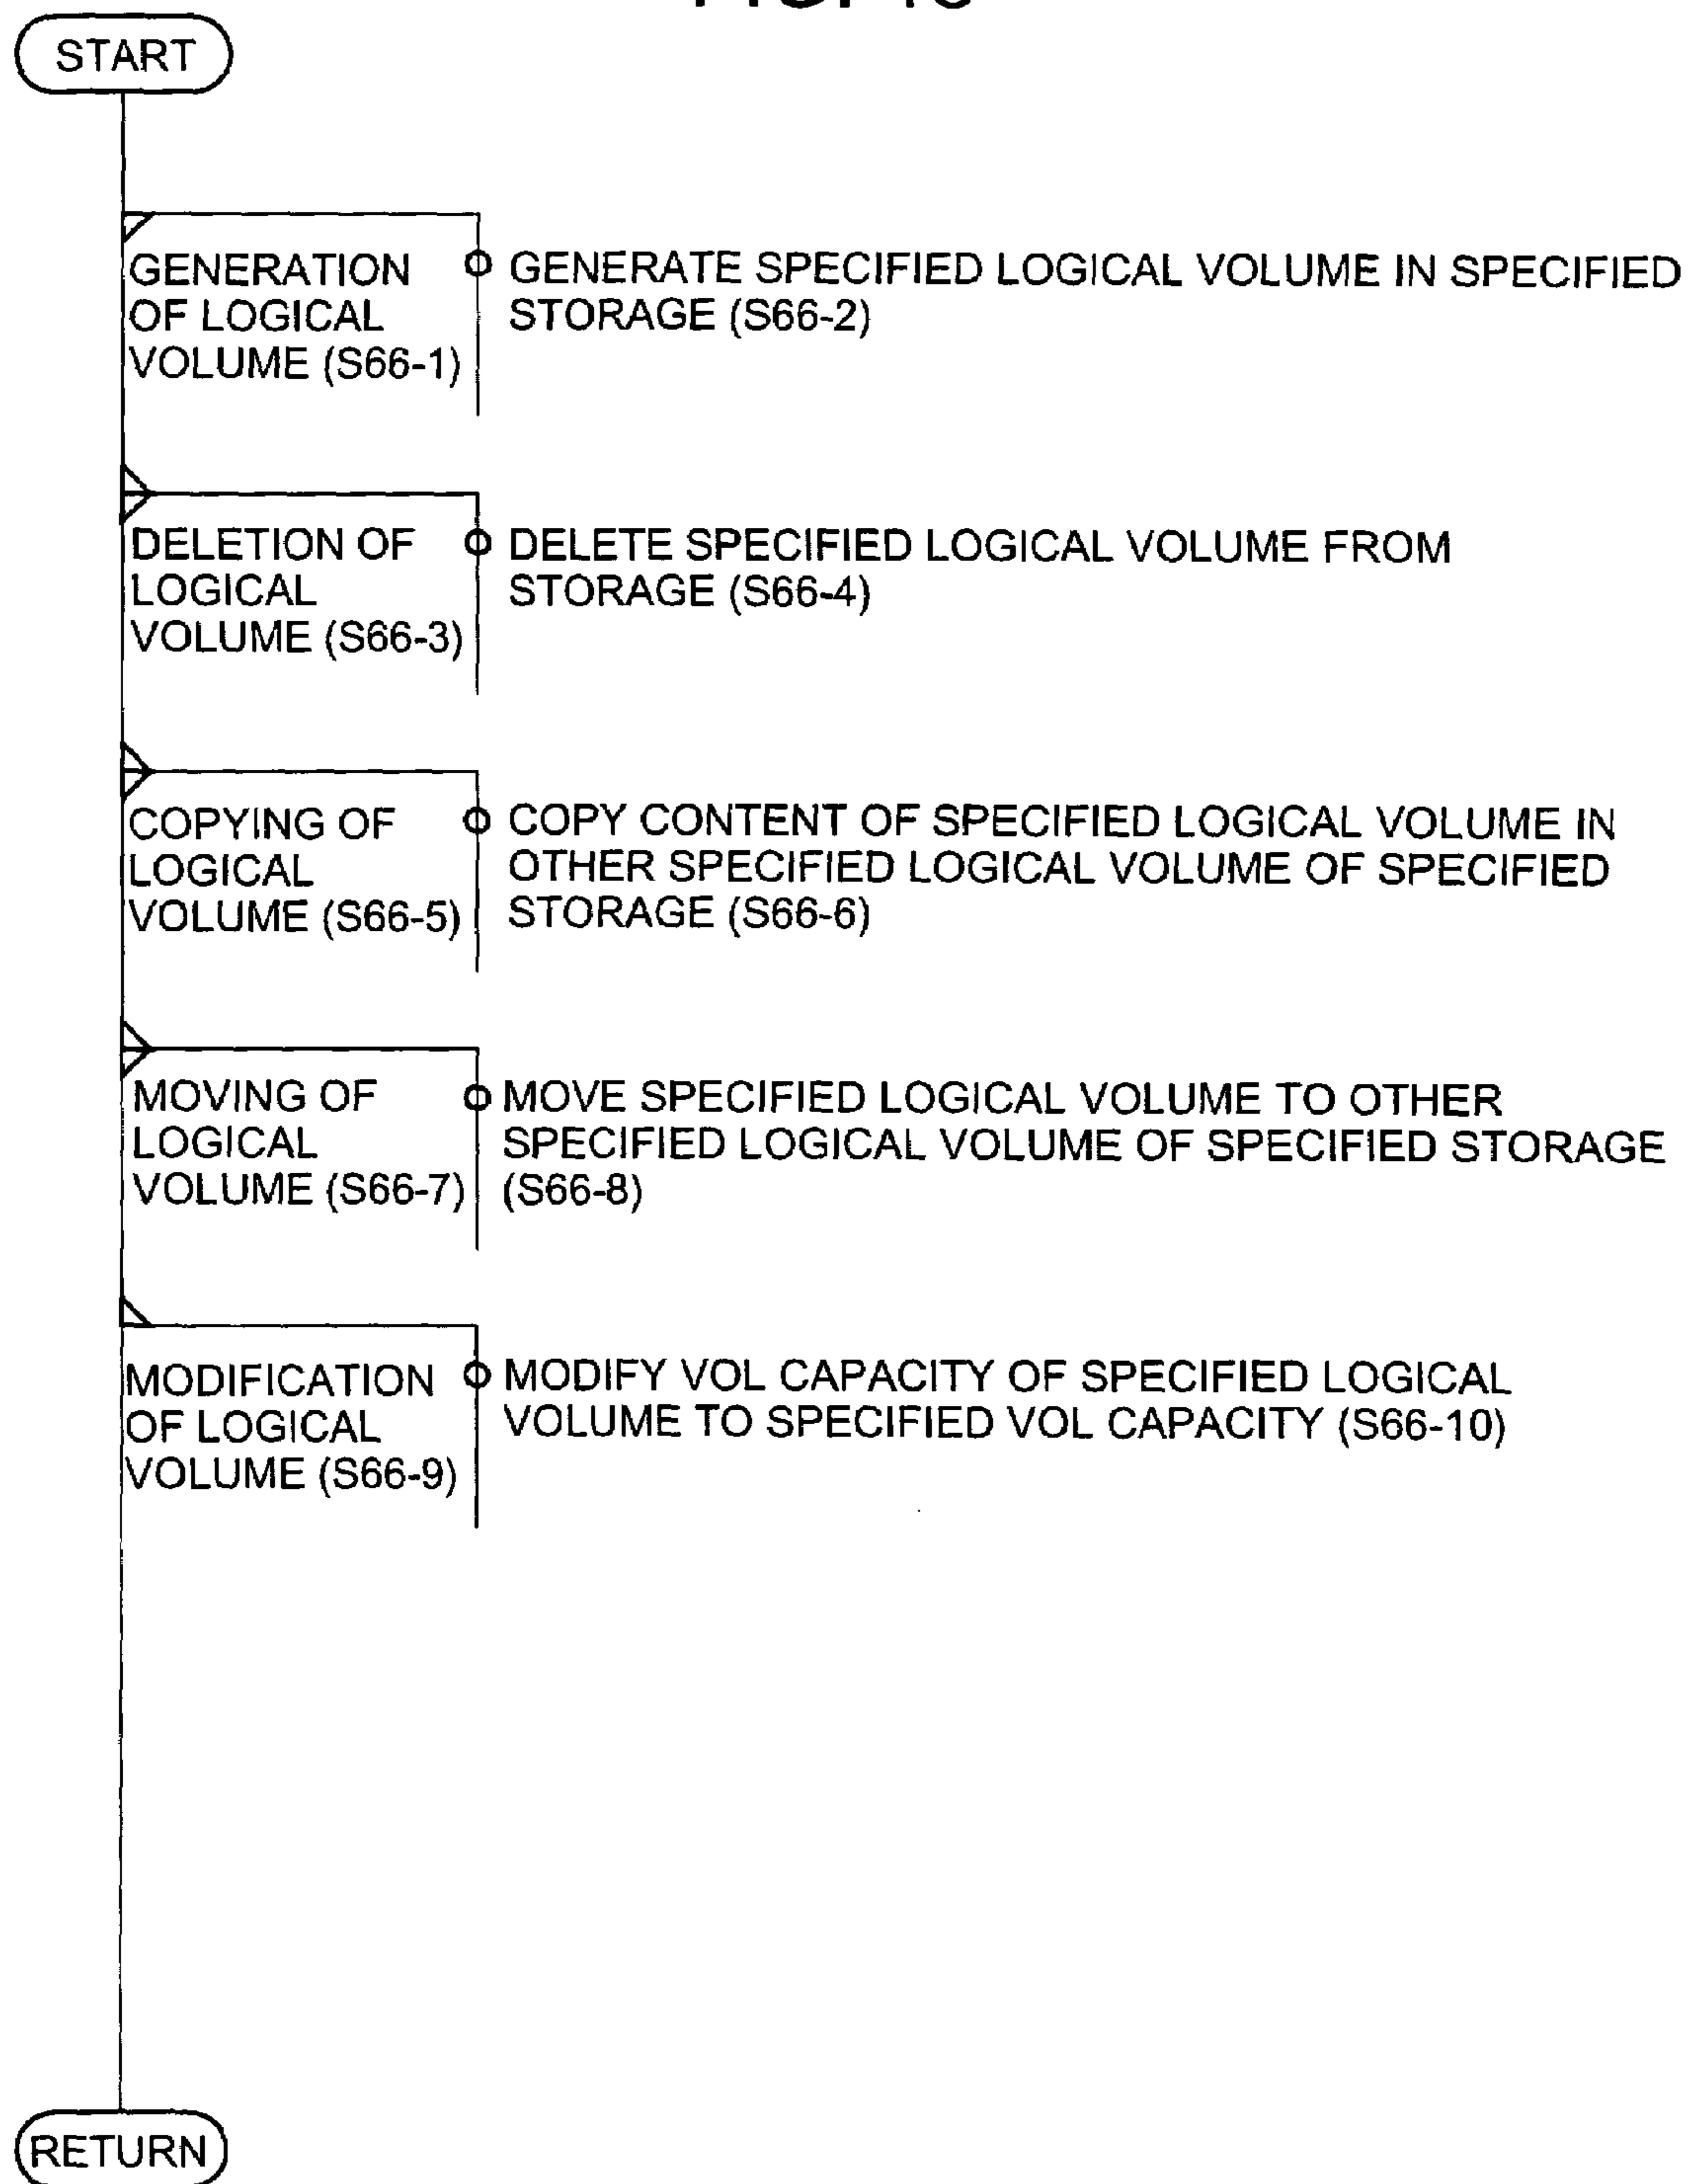 START
GENERATION
OF LOGICAL
VOLUME (S66-1)
GENERATE SPECIFIED LOGICAL VOLUME IN SPECIFIED
STORAGE (S66-2)
DELETION OF
LOGICAL
VOLUME (S66-3)
DELETE SPECIFIED LOGICAL VOLUME FROM
STORAGE (S66-4)
COPYING OF
LOGICAL
VOLUME (S66-5)
COPY CONTENT OF SPECIFIED LOGICAL VOLUME IN
OTHER SPECIFIED LOGICAL VOLUME OF SPECIFIED
STORAGE (S66-6)
MOVING OF
LOGICAL
VOLUME (S66-7)
MOVE SPECIFIED LOGICAL VOLUME TO OTHER
SPECIFIED LOGICAL VOLUME OF SPECIFIED STORAGE
(S66-8)
MODIFICATION
OF LOGICAL
VOLUME (S66-9)
MODIFY VOL CAPACITY OF SPECIFIED LOGICAL
VOLUME TO SPECIFIED VOL CAPACITY (S66-10)
RETURN